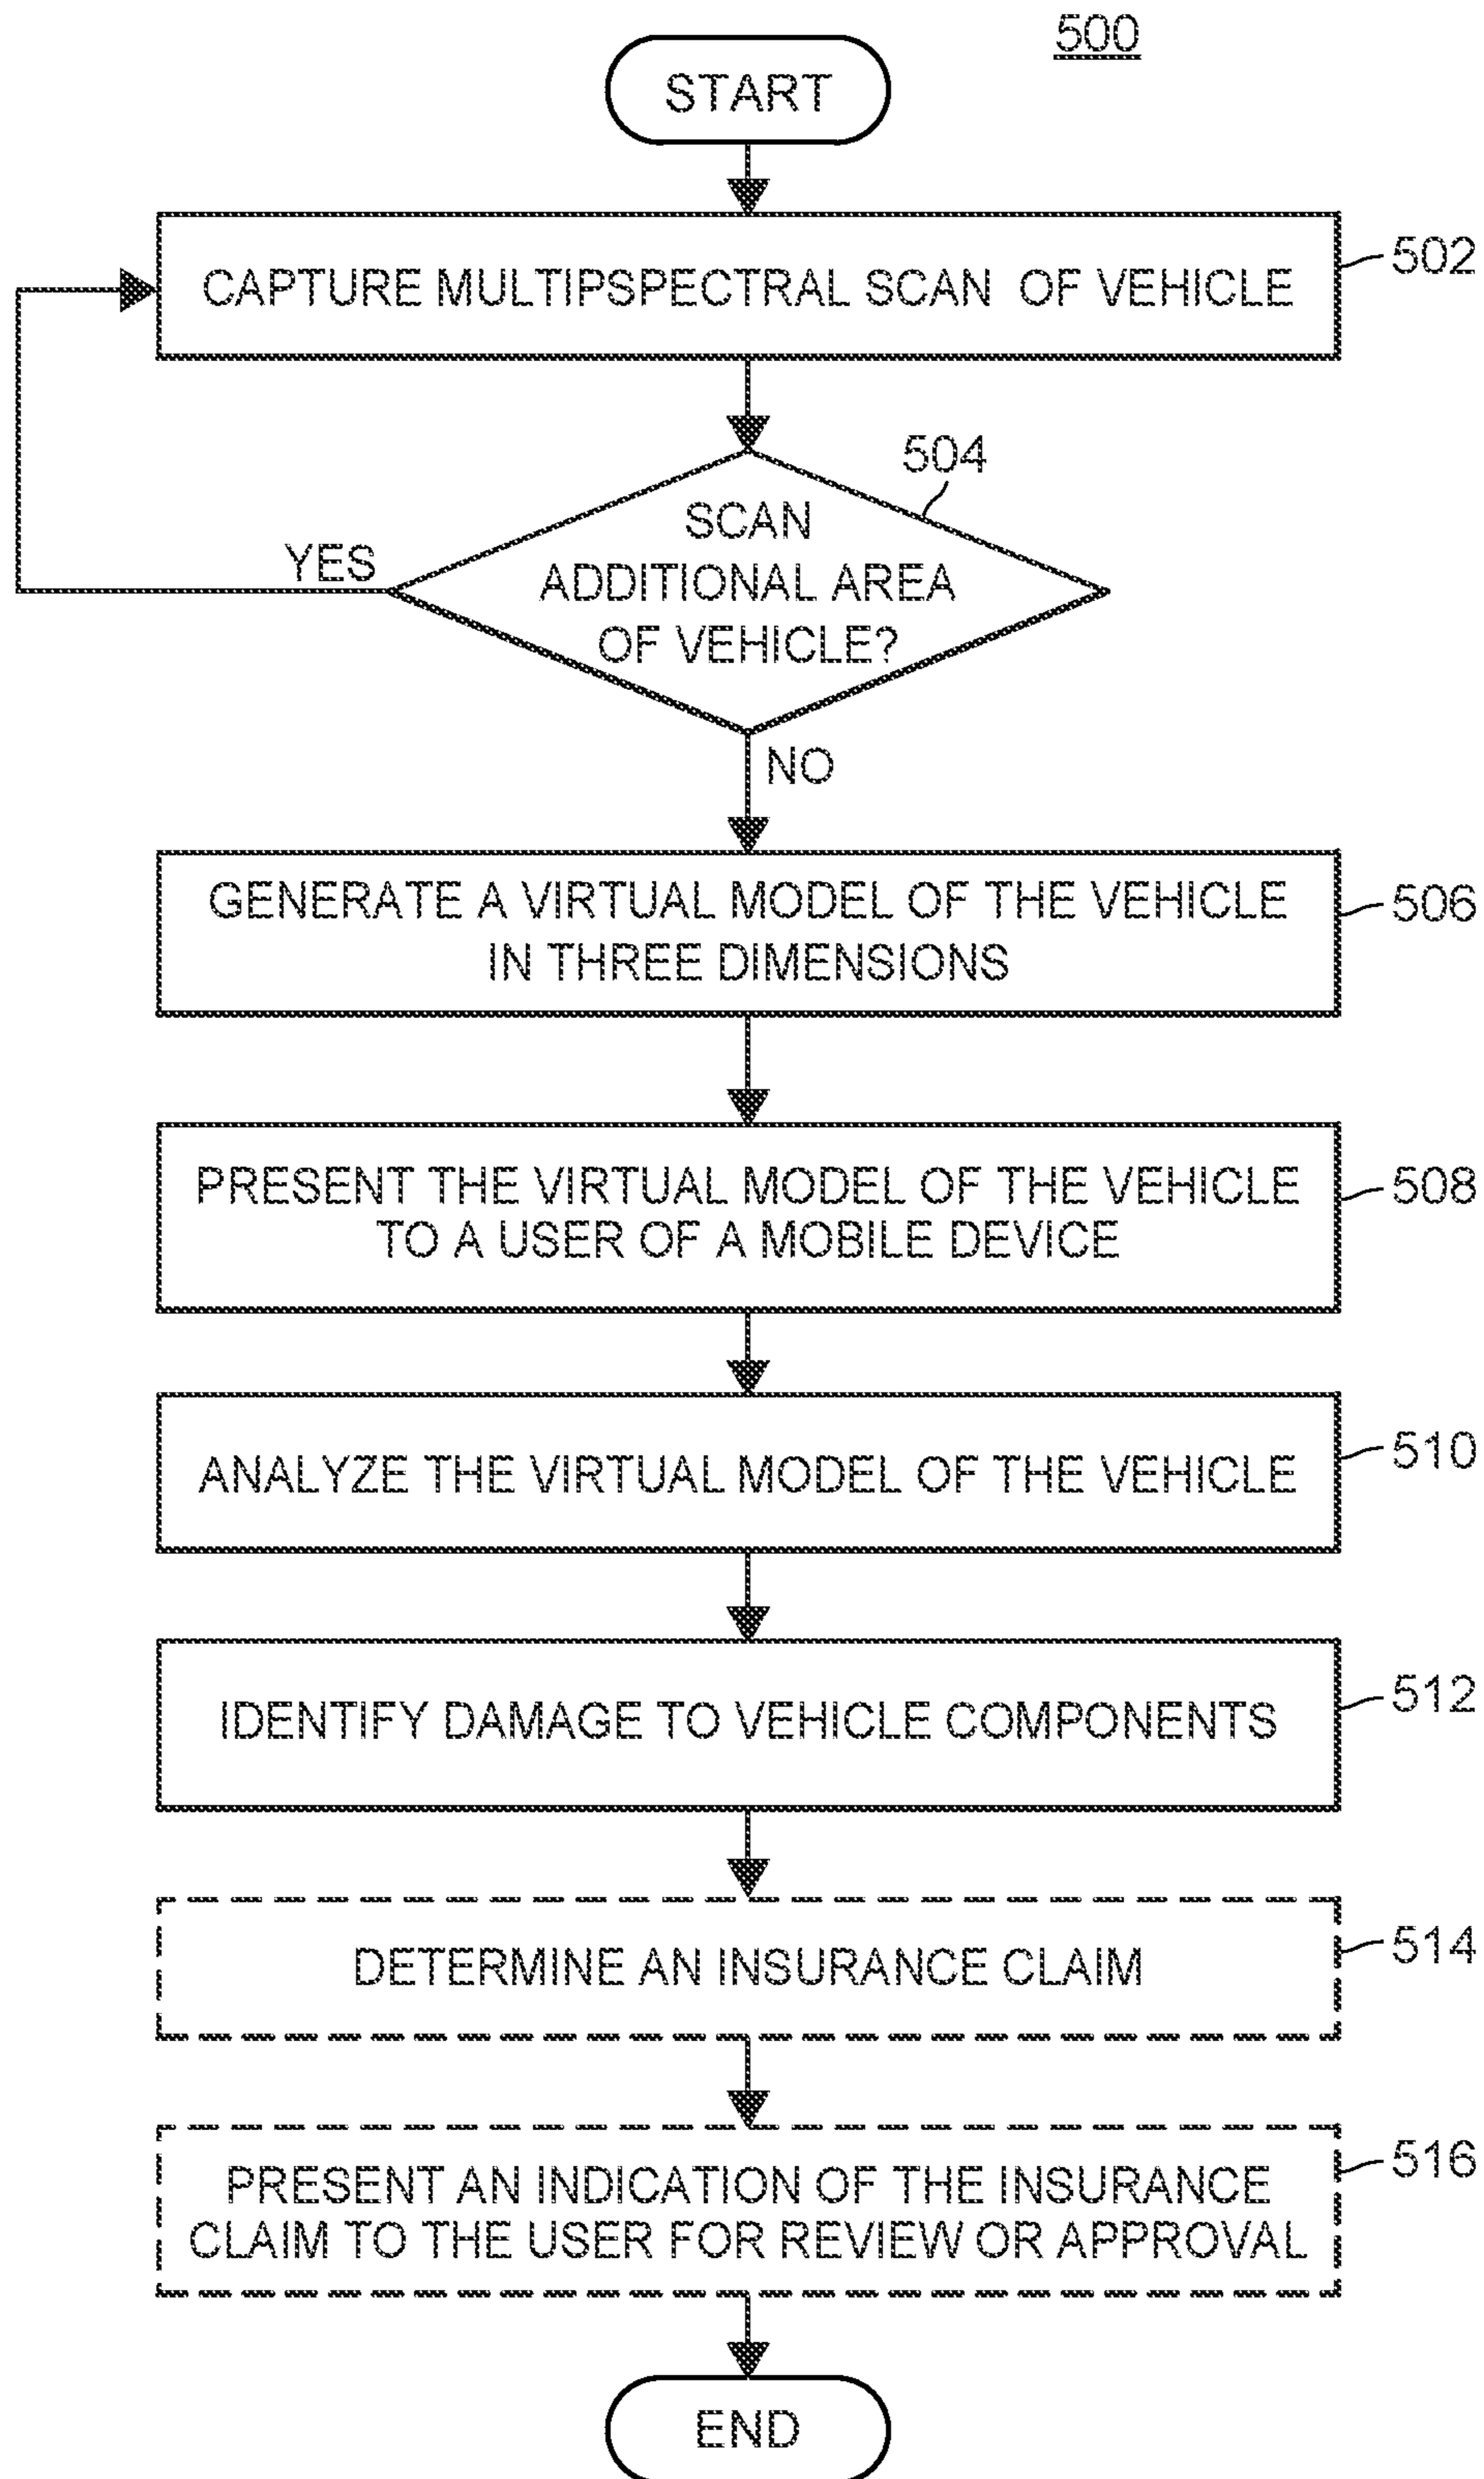 500
START
CAPTURE MULTIPSPECTRAL SCAN OF VEHICLE
502
504
SCAN
ADDITIONAL AREA
OF VEHICLE?
YES
NO
GENERATE A VIRTUAL MODEL OF THE VEHICLE
IN THREE DIMENSIONS
506
PRESENT THE VIRTUAL MODEL OF THE VEHICLE
TO A USER OF A MOBILE DEVICE
508
ANALYZE THE VIRTUAL MODEL OF THE VEHICLE
510
IDENTIFY DAMAGE TO VEHICLE COMPONENTS
512
DETERMINE AN INSURANCE CLAIM
514
PRESENT AN INDICATION OF THE INSURANCE
CLAIM TO THE USER FOR REVIEW OR APPROVAL
516
END